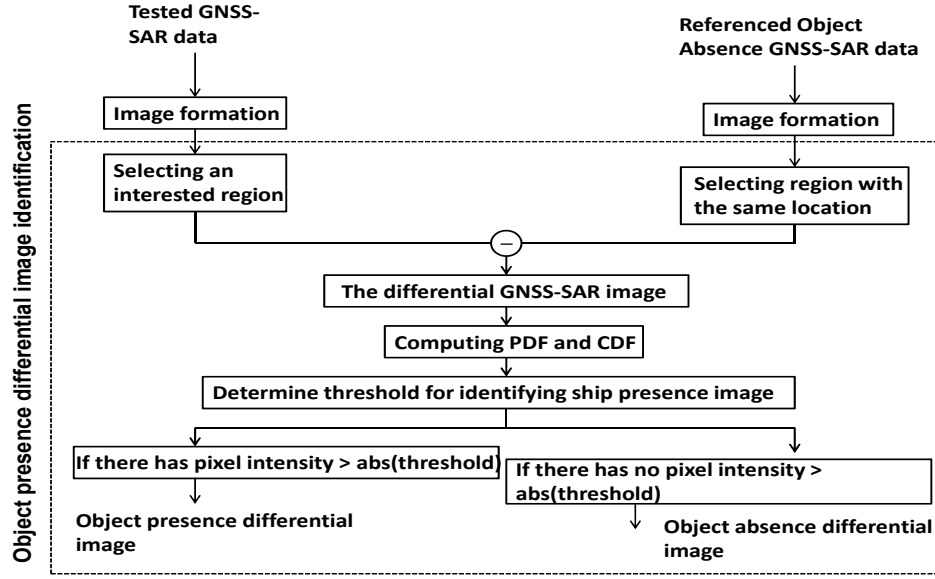 Tested GNSS-
SAR data
Referenced Object
Absence GNSS-SAR data
Image formation
Image formation
Selecting an
interested region
Selecting region with
the same location
−
The differential GNSS-SAR image
Computing PDF and CDF
Determine threshold for identifying ship presence image
If there has pixel intensity > abs(threshold)
If there has no pixel intensity >
abs(threshold)
Object presence differential
image
Object absence differential
image
Object presence differential image identification